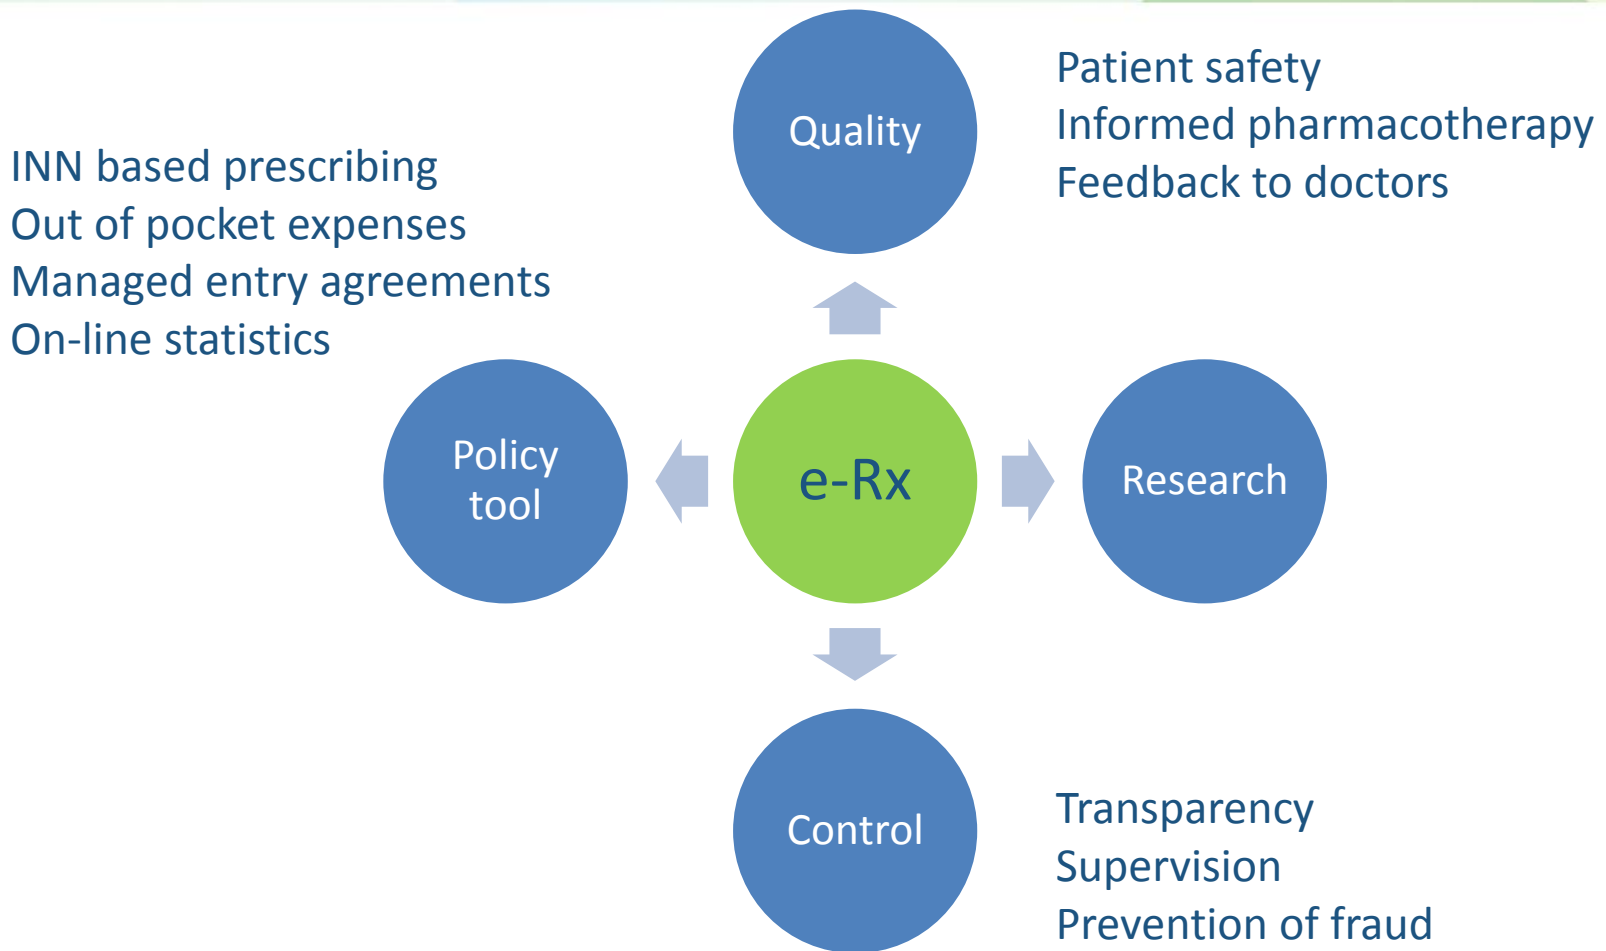 Quality
Patient safety
Informed pharmacotherapy
Feedback to doctors
INN based prescribing
Out of pocket expenses
Managed entry agreements
On-line statistics
Policy
tool
e-Rx
Research
Control
Transparency
Supervision
Prevention of fraud